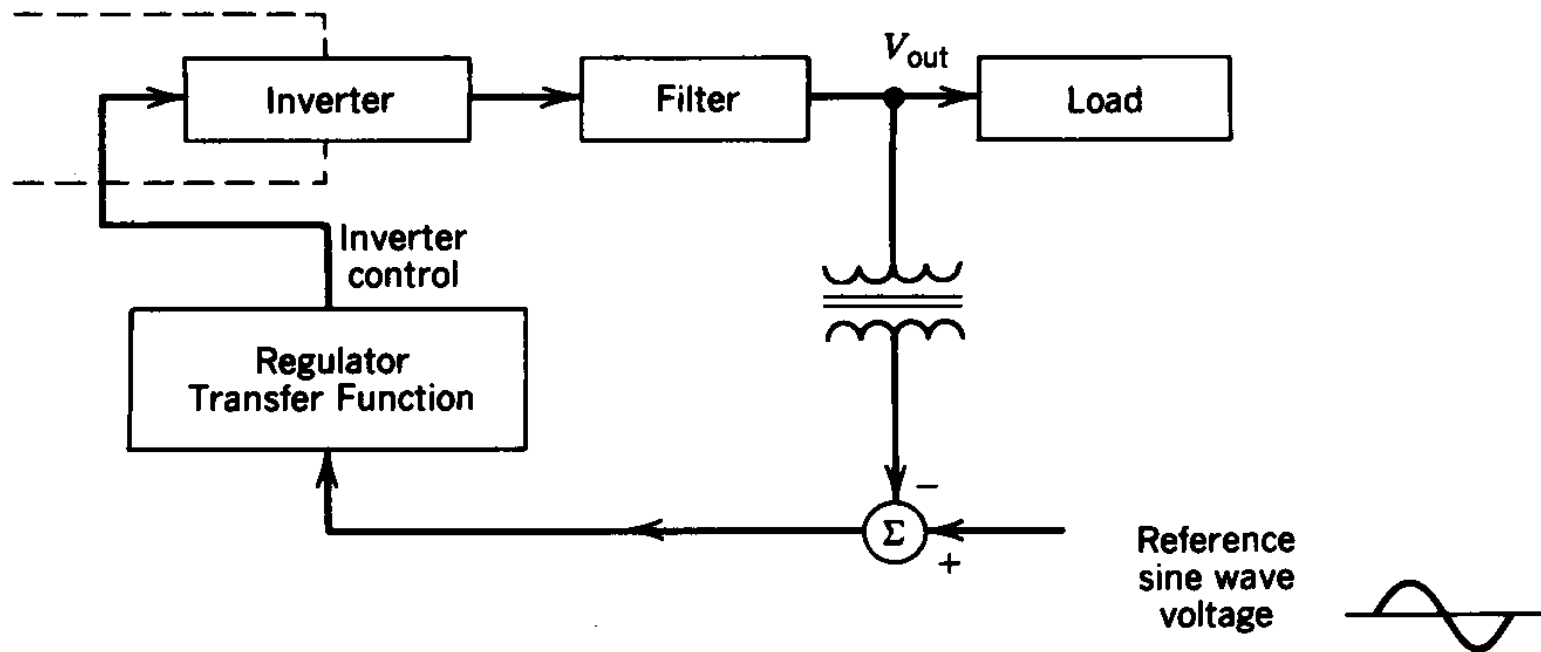 V_out
Inverter
Filter
Load
Inverter
control
Regulator
Transfer Function
−
Σ
+
Reference
sine wave
voltage